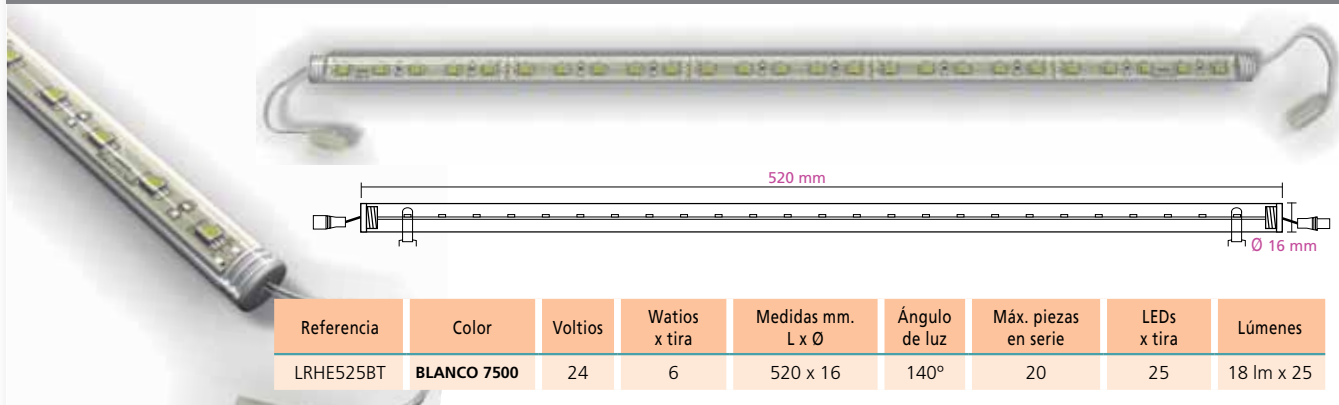 520 mm
Ø 16 mm
Referencia Color Voltios Watios x tira Medidas mm. L x Ø Ángulo de luz Máx. piezas en serie LEDs x tira Lúmenes
LRHE525BT BLANCO 7500 24 6 520 x 16 140º 20 25 18 lm x 25